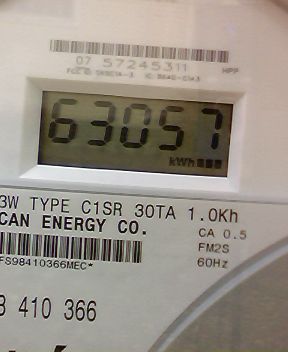 07 57245311
HPP
63057
kWh
3W TYPE C1SR 30TA 1.0Kh
CAN ENERGY CO.
CA 0.5
FM2S
60Hz
FS98410366MEC*
410 366